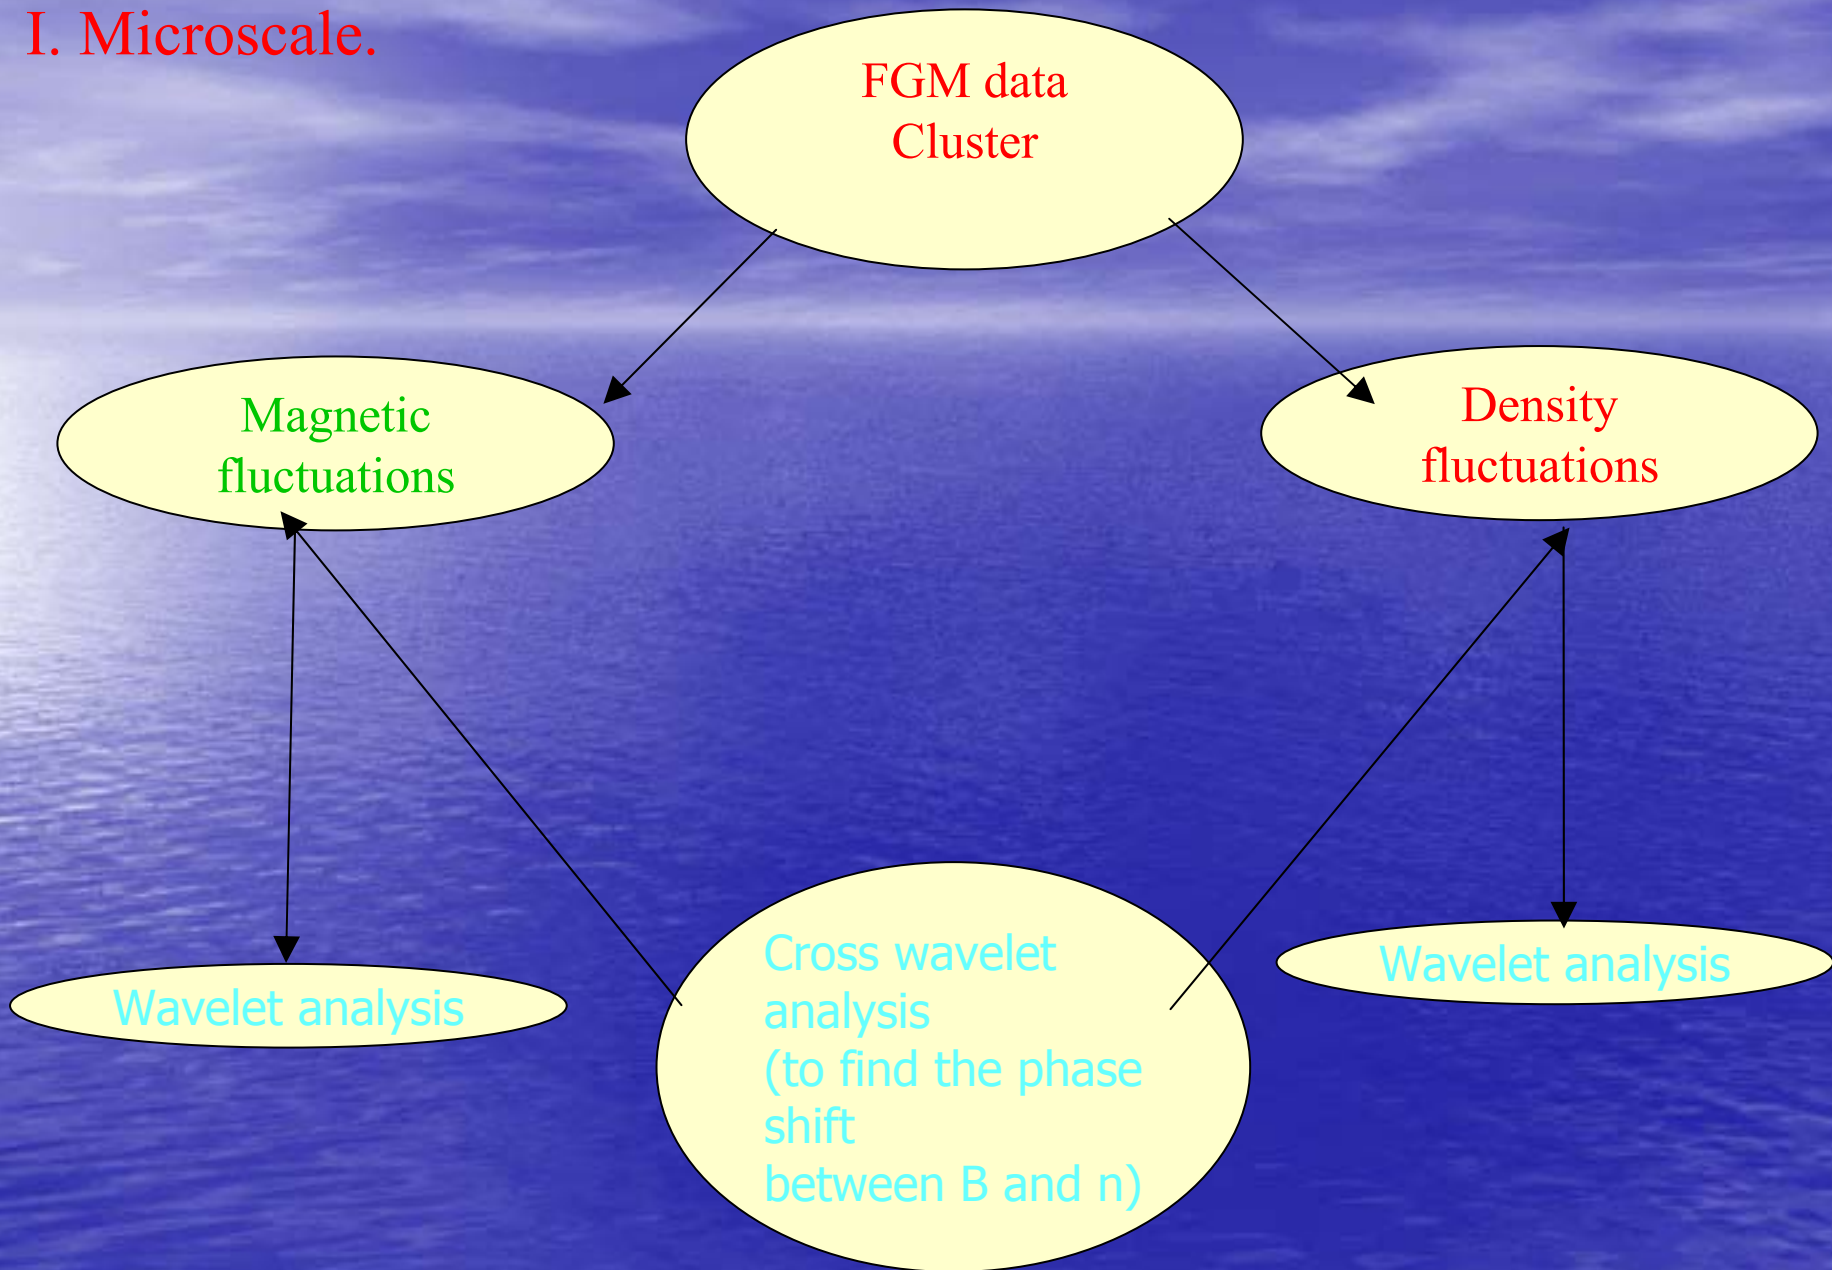 I. Microscale.
FGM data
Cluster
Magnetic
fluctuations
Density
fluctuations
Wavelet analysis
Cross wavelet
analysis
(to find the phase
shift
between B and n)
Wavelet analysis